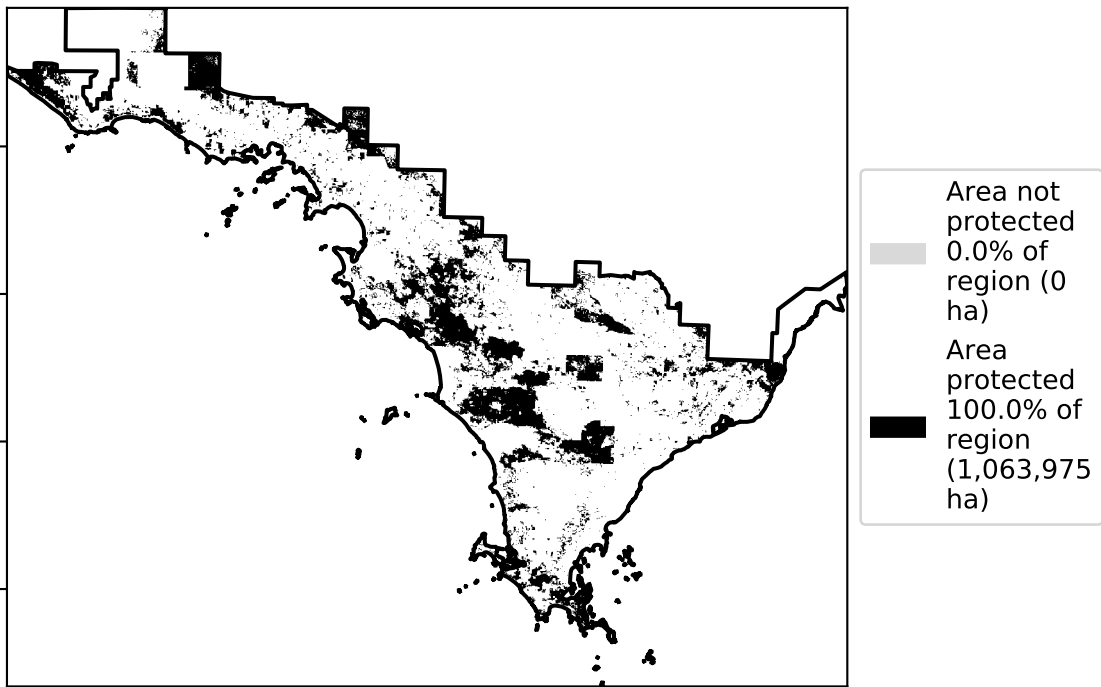 Area not
protected
0.0% of
region (0
ha)
Area
protected
100.0% of
region
(1,063,975
ha)